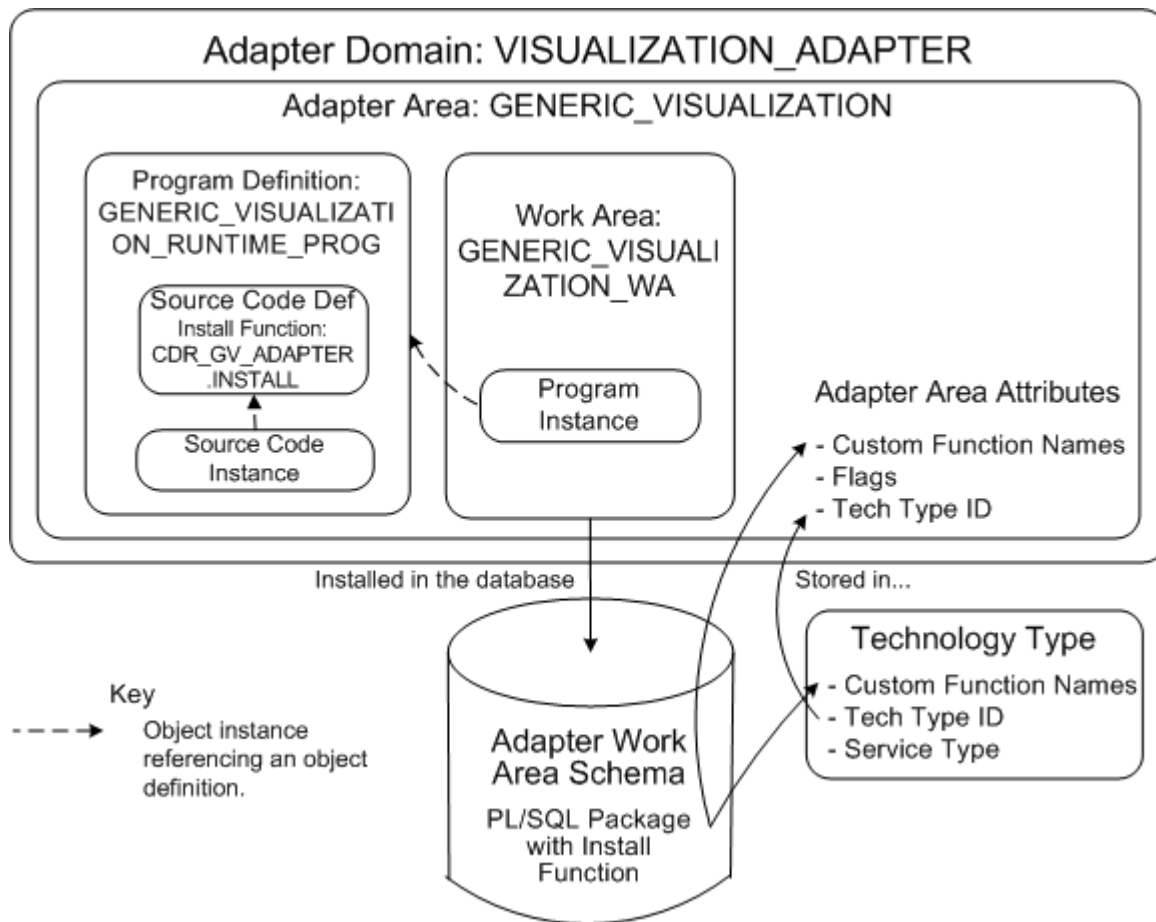 Adapter Domain: VISUALIZATION_ADAPTER
Adapter Area: GENERIC_VISUALIZATION
Program Definition:
GENERIC_VISUALIZATI
ON_RUNTIME_PROG
Source Code Def
Install Function:
CDR_GV_ADAPTER
.INSTALL
Source Code
Instance
Work Area:
GENERIC_VISUALI
ZATION_WA
Program
Instance
Adapter Area Attributes
- Custom Function Names
- Flags
- Tech Type ID
Installed in the database
Stored in...
Technology Type
- Custom Function Names
- Tech Type ID
- Service Type
Key
Object instance
referencing an object
definition.
Adapter Work
Area Schema
PL/SQL Package
with Install
Function